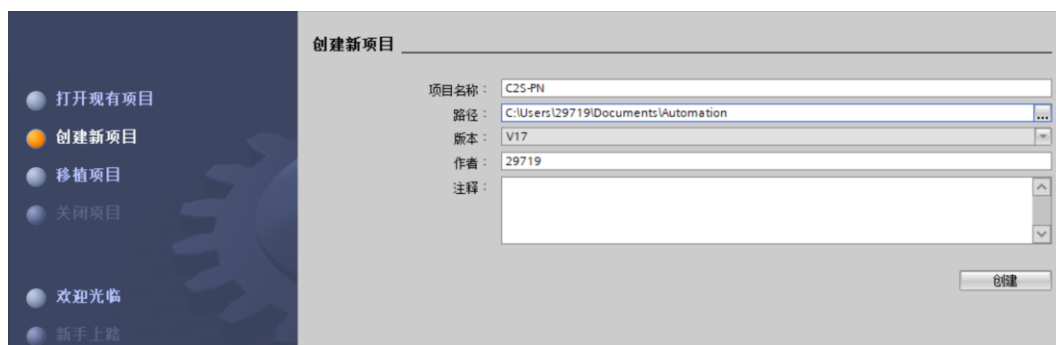 创建新项目
打开现有项目
创建新项目
移植项目
关闭项目
欢迎光临
新手上路
项目名称： C2S-PN
路径： C:\Users\29719\Documents\Automation
...
版本： V17
作者： 29719
注释：
创建